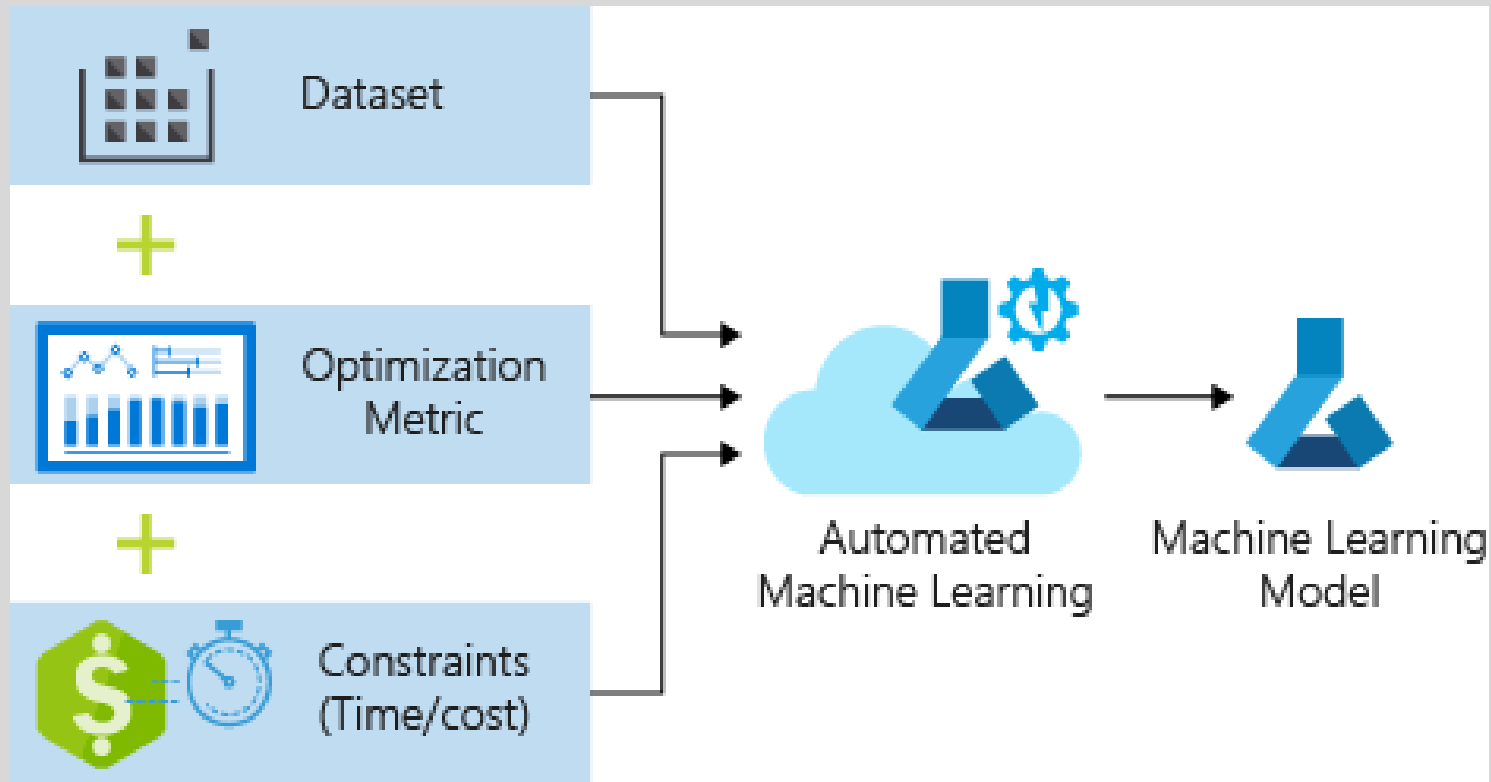 Dataset
Optimization
Metric
Constraints
(Time/cost)
Automated
Machine Learning
Machine Learning
Model